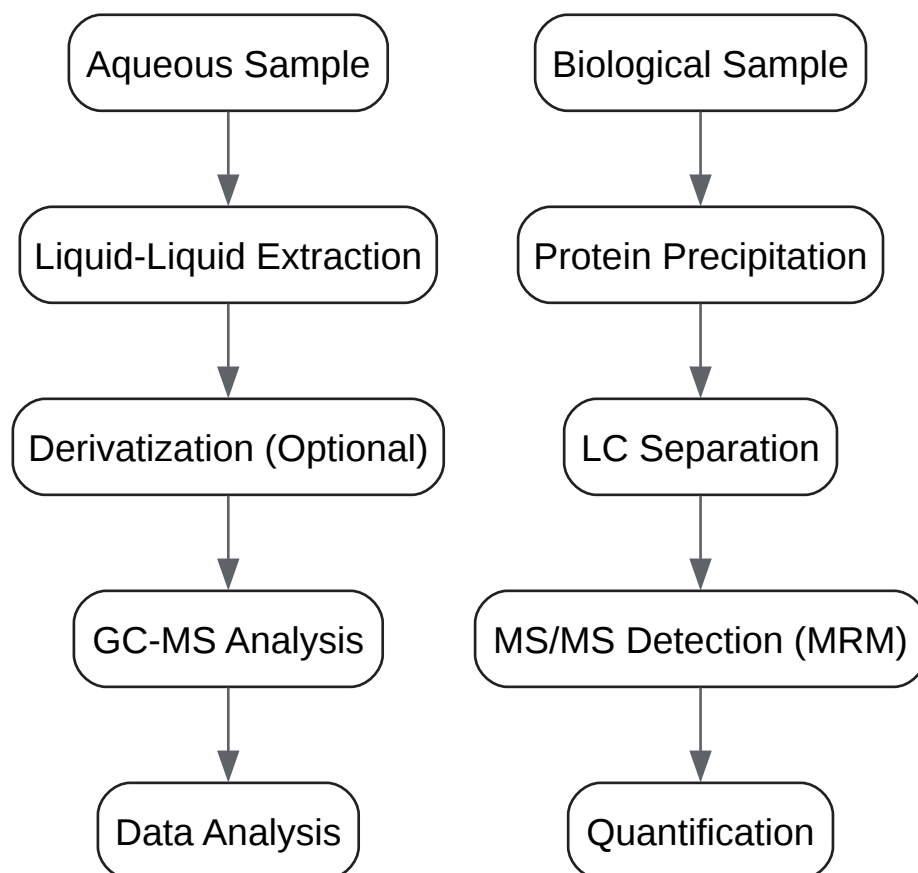 Aqueous Sample
Liquid-Liquid Extraction
Derivatization (Optional)
GC-MS Analysis
Data Analysis
Biological Sample
Protein Precipitation
LC Separation
MS/MS Detection (MRM)
Quantification